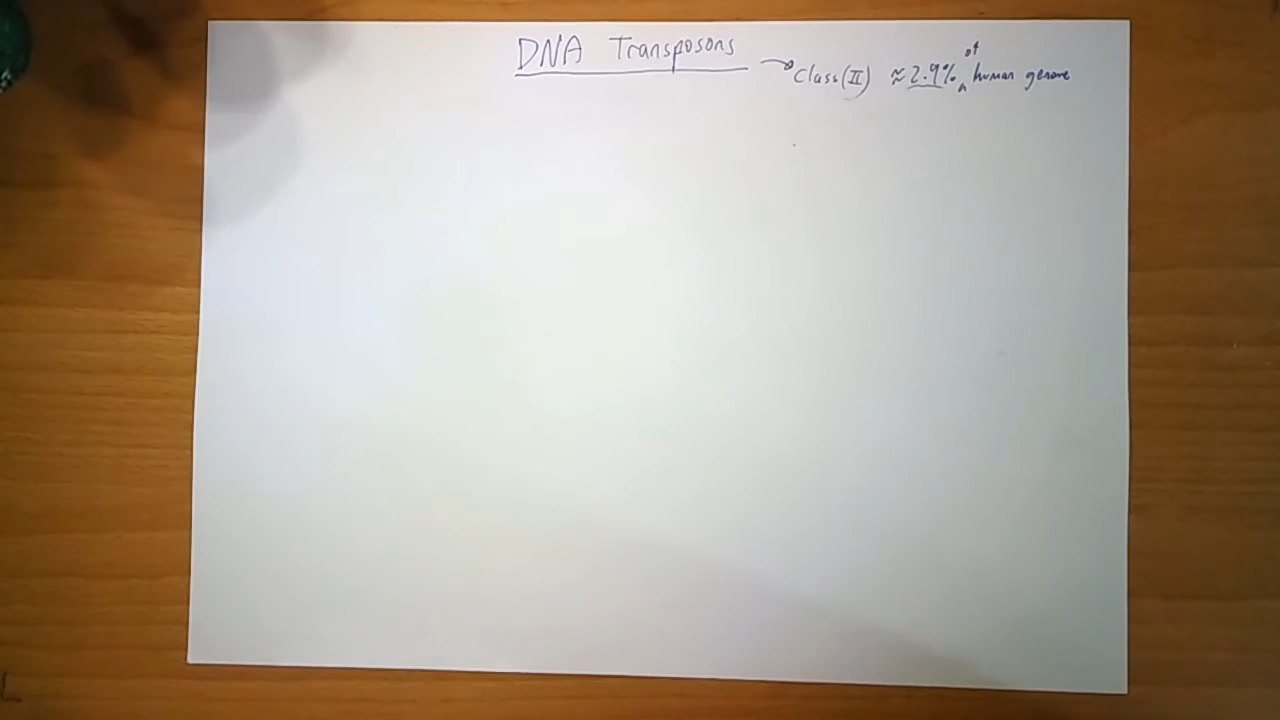 DNA Transposons
Class(II) ≈ 2.9% of human genome